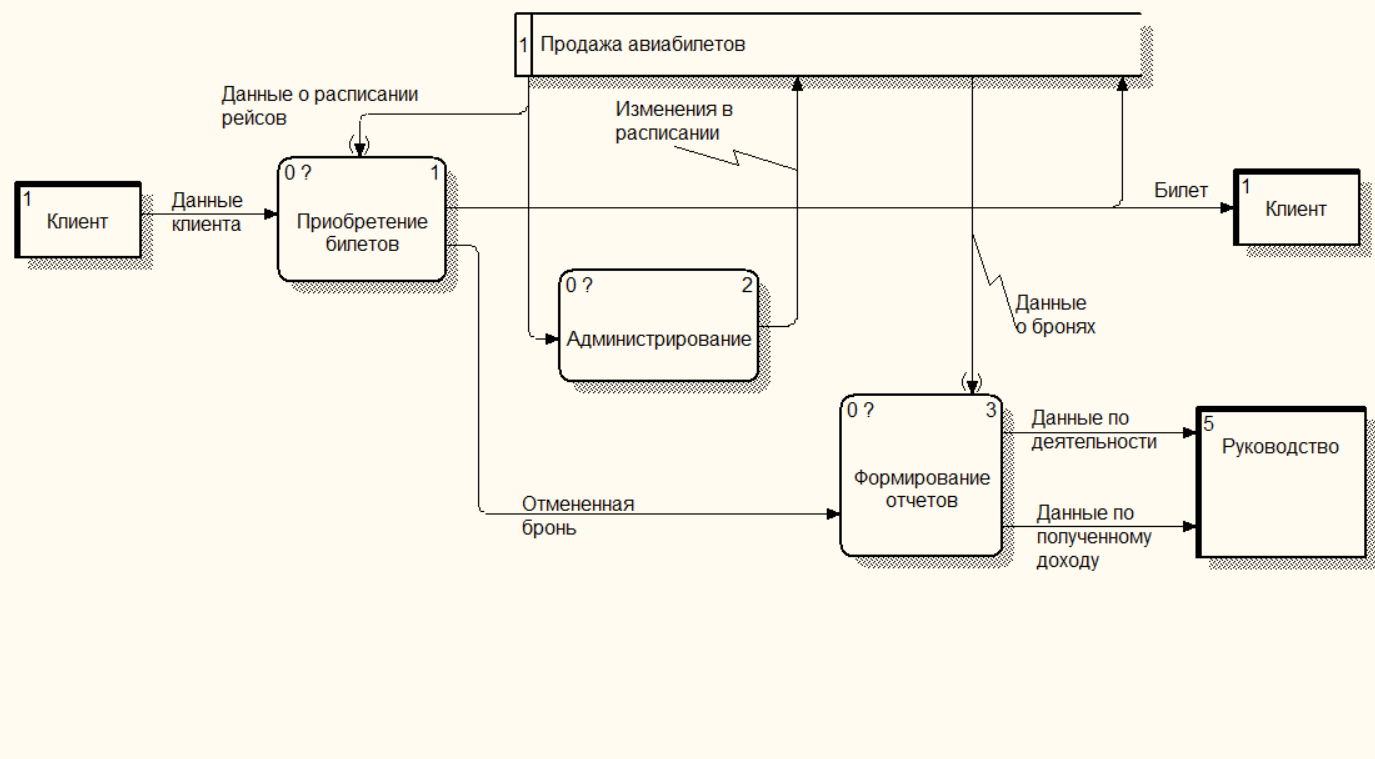 1 Продажа авиабилетов
Данные о расписании
рейсов
Изменения в
расписании
1
Клиент
Данные
клиента
0 ? 1
Приобретение
билетов
Билет
1
Клиент
0 ? 2
Администрирование
Данные
о бронях
0 ? 3
Формирование
отчетов
Данные по
деятельности
5
Руководство
Отмененная
бронь
Данные по
полученному
доходу